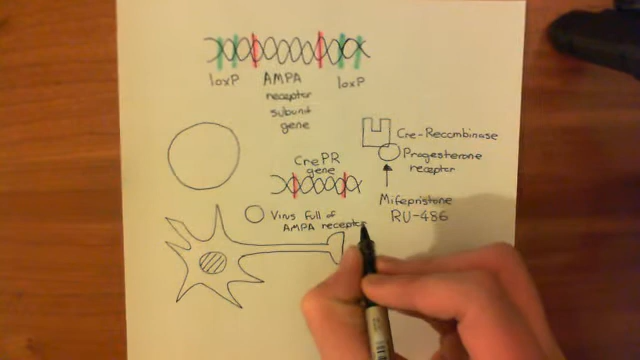 loxP
AMPA
receptor
subunit
gene
loxP
Cre-Recombinase
Progesterone
receptor
CrePR
gene
Mifepristone
RU-486
Virus full of
AMPA receptor